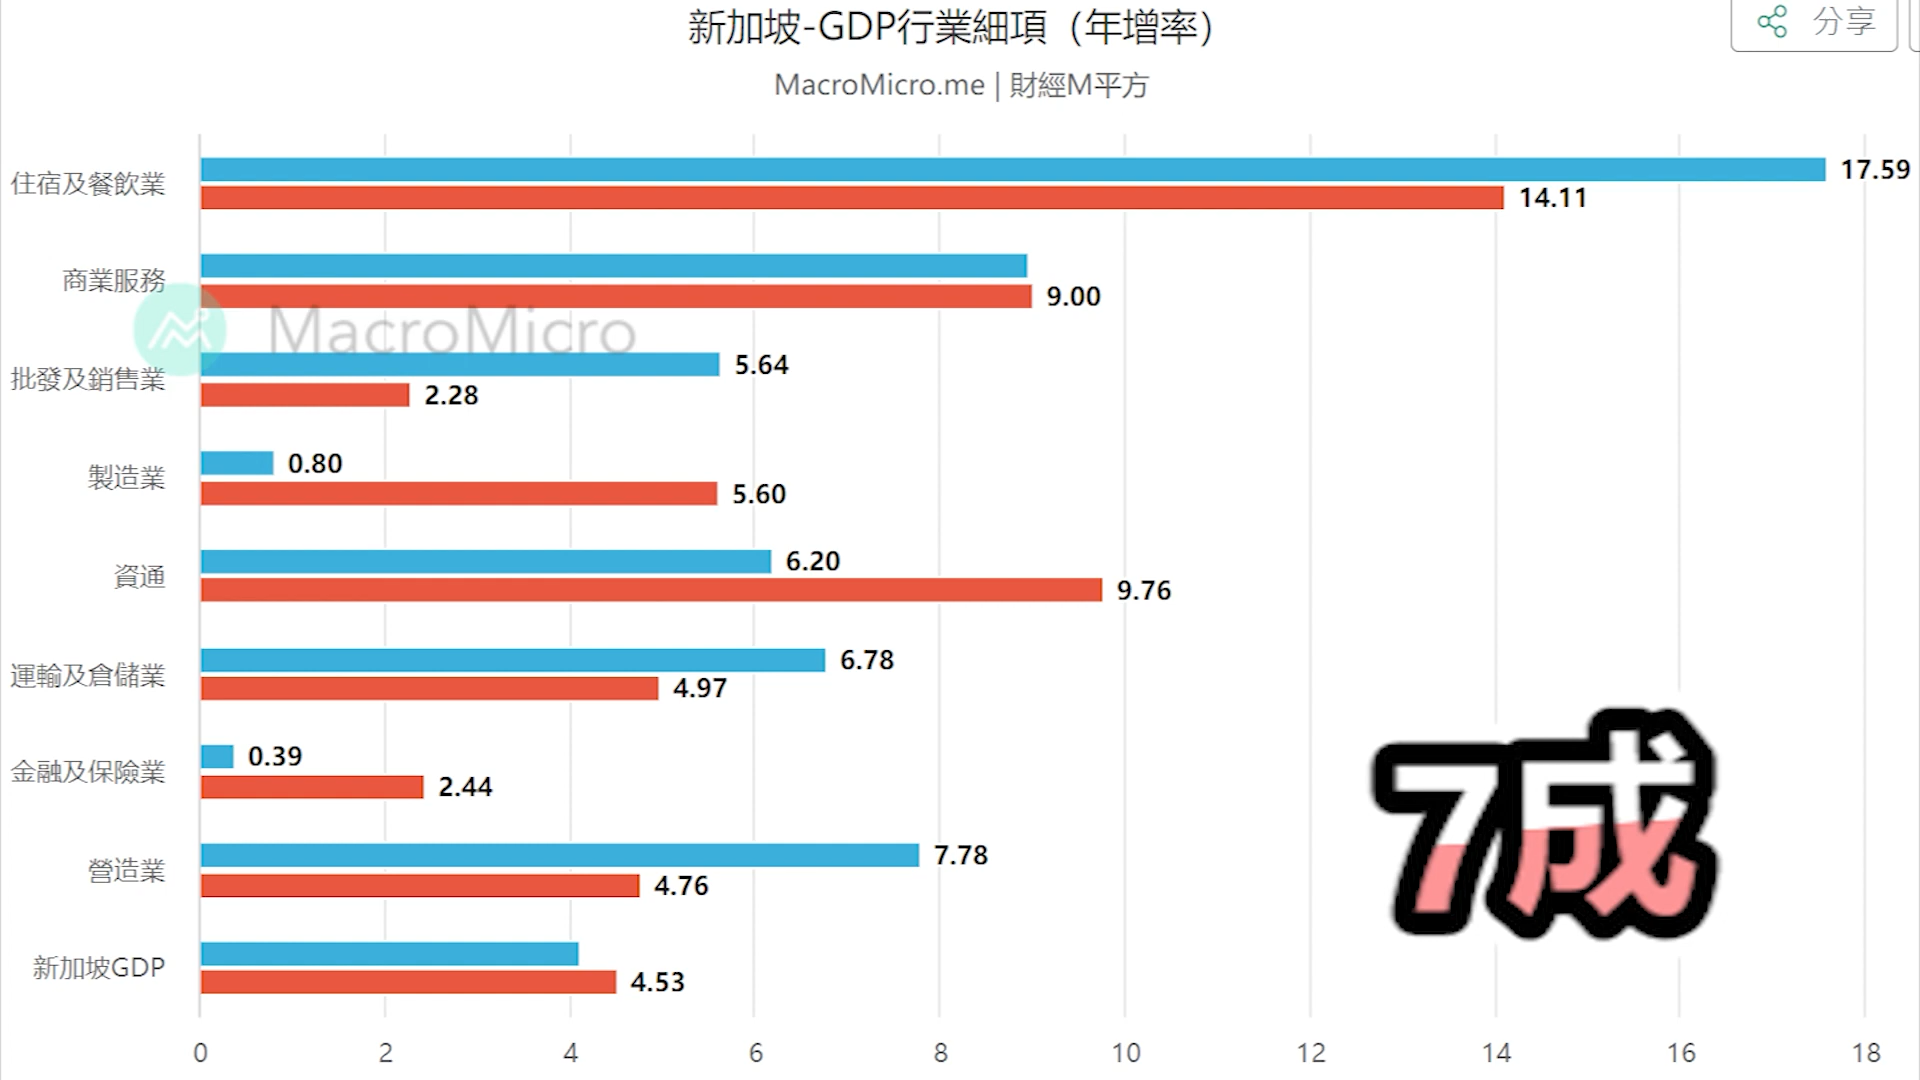 新加坡-GDP行業細項（年增率）
分享
MacroMicro.me | 財經M平方
住宿及餐飲業
17.59
14.11
商業服務
9.00
MacroMicro
批發及銷售業
5.64
2.28
製造業
0.80
5.60
資通
6.20
9.76
運輸及倉儲業
6.78
4.97
金融及保險業
0.39
2.44
營造業
7.78
4.76
7成
新加坡GDP
4.53
0 2 4 6 8 10 12 14 16 18